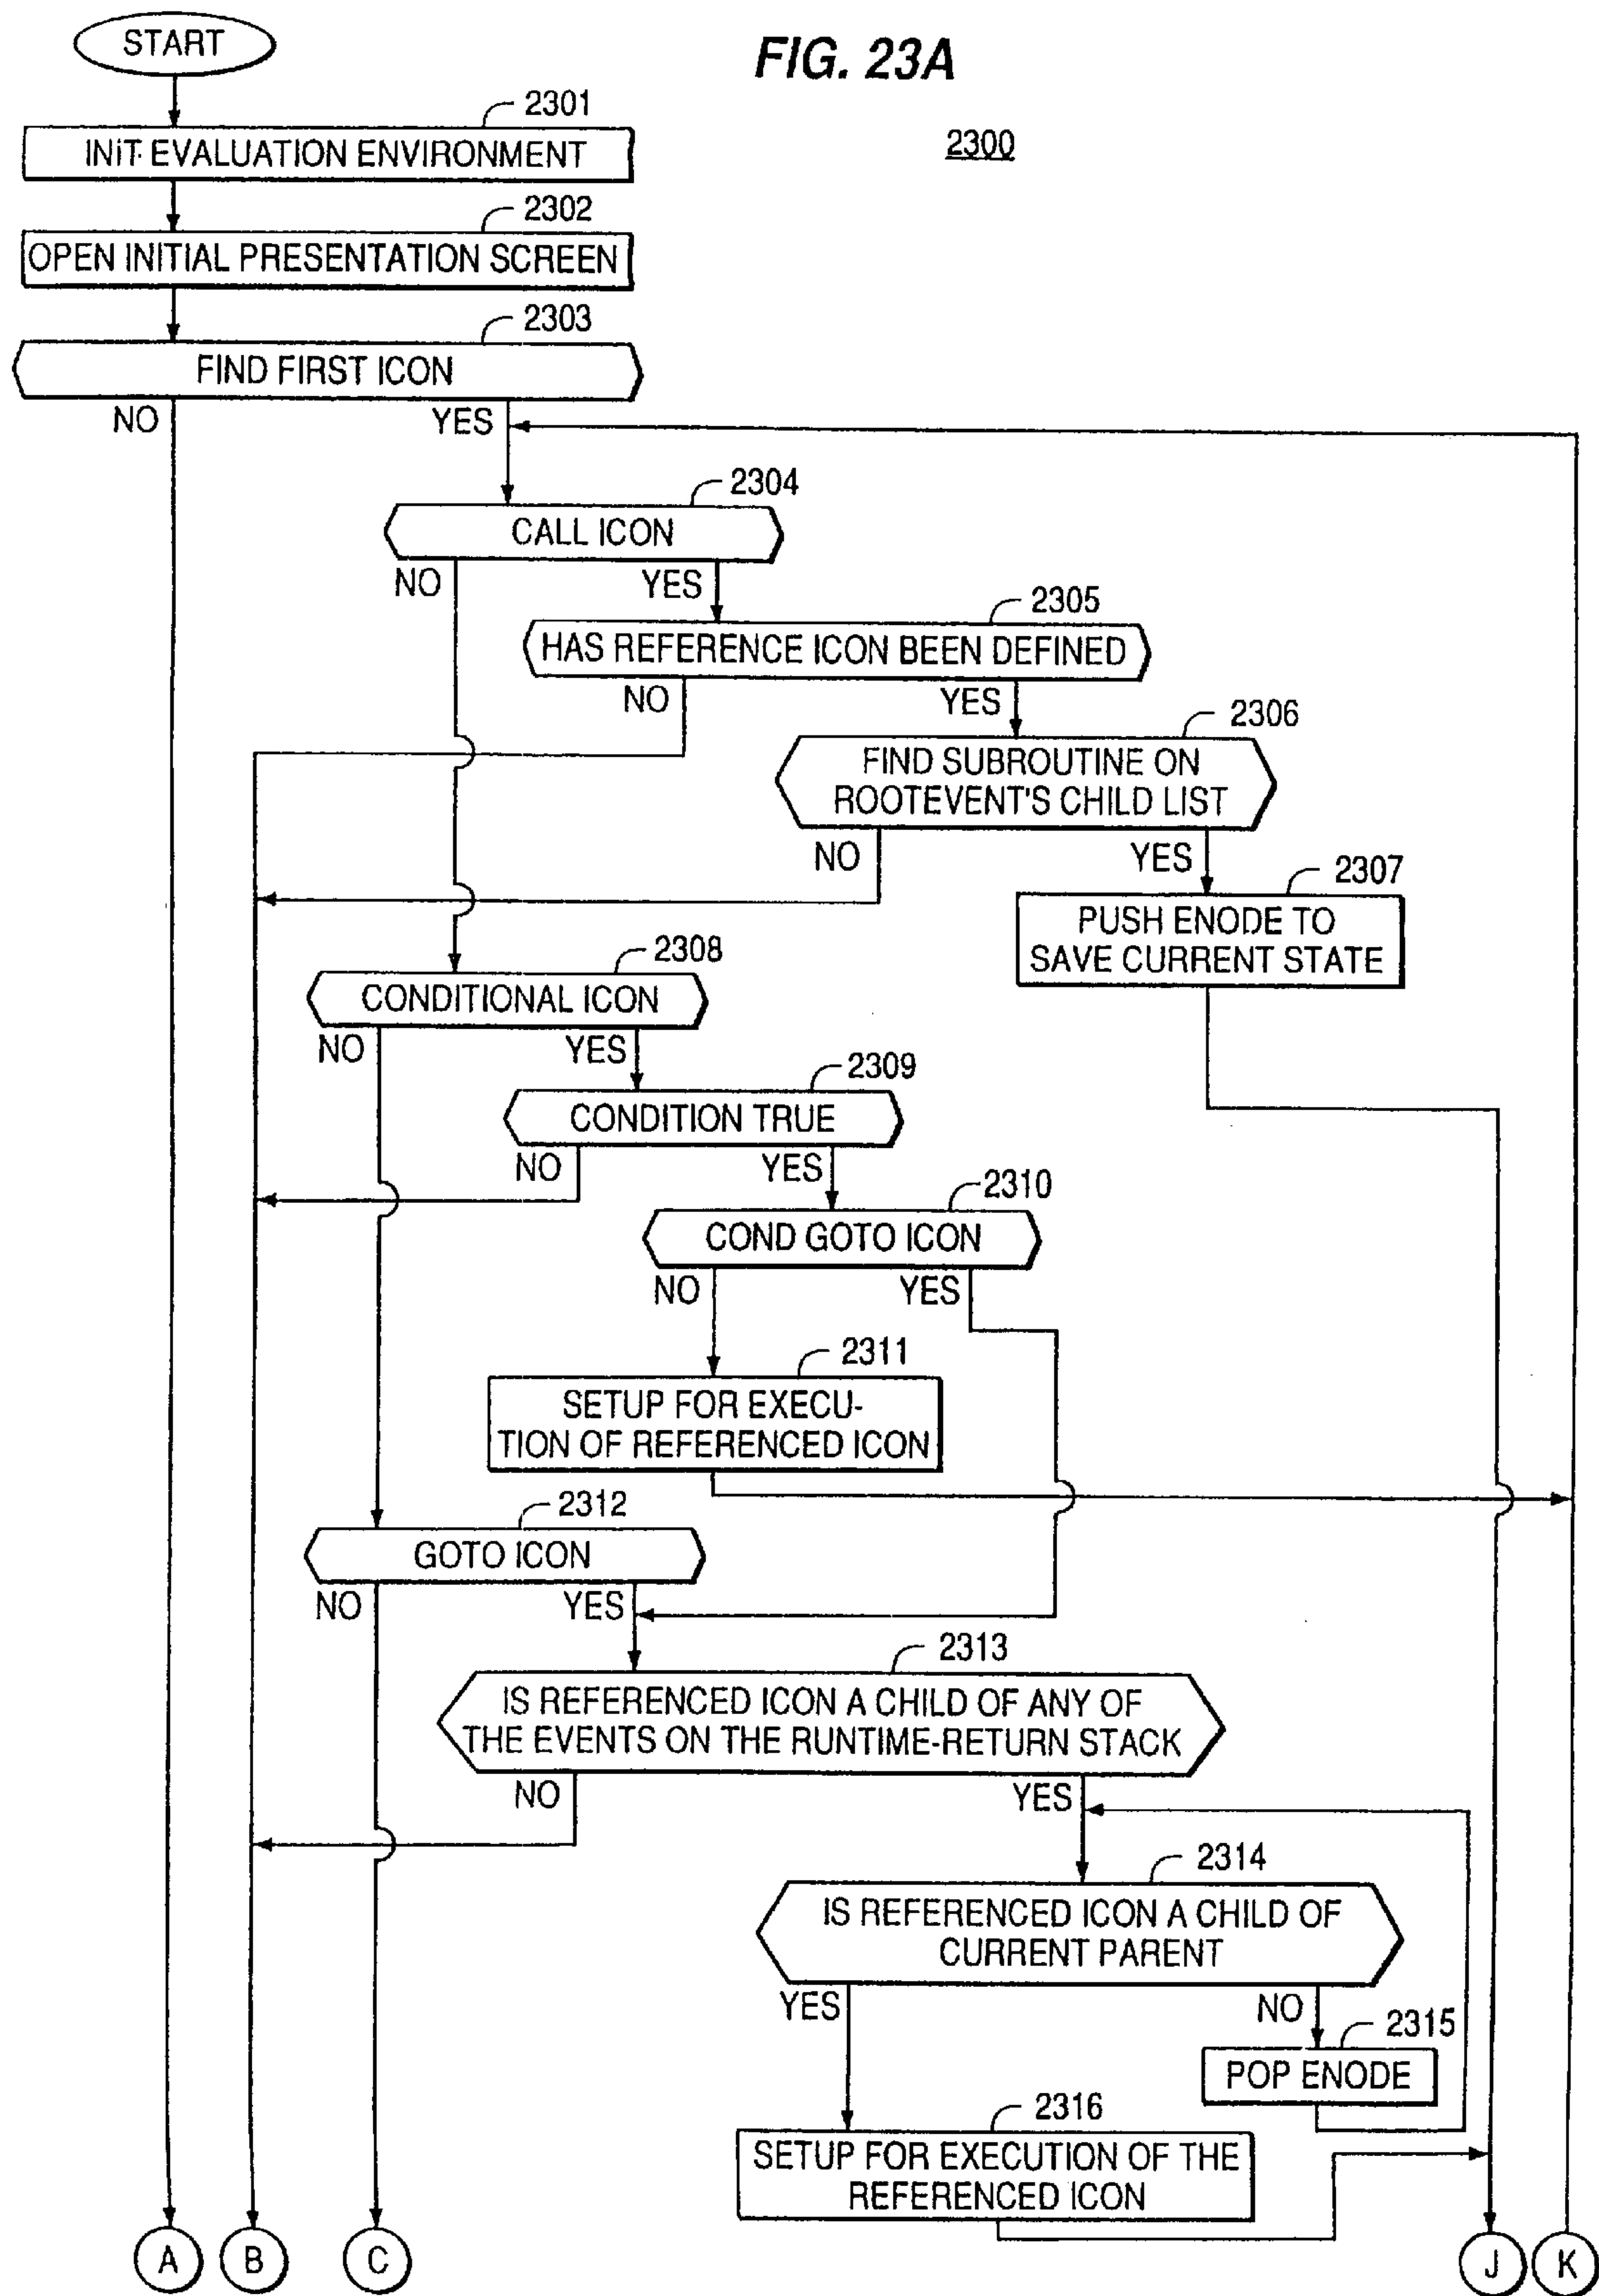 START
FIG. 23A
2301
2300
INIT EVALUATION ENVIRONMENT
2302
OPEN INITIAL PRESENTATION SCREEN
2303
FIND FIRST ICON
NO
YES
2304
CALL ICON
NO
YES
2305
HAS REFERENCE ICON BEEN DEFINED
NO
YES
2306
FIND SUBROUTINE ON
ROOTEVENT'S CHILD LIST
NO
YES
2307
PUSH ENODE TO
SAVE CURRENT STATE
2308
CONDITIONAL ICON
NO
YES
2309
CONDITION TRUE
NO
YES
2310
COND GOTO ICON
NO
YES
2311
SETUP FOR EXECU-
TION OF REFERENCED ICON
2312
GOTO ICON
NO
YES
2313
IS REFERENCED ICON A CHILD OF ANY OF
THE EVENTS ON THE RUNTIME-RETURN STACK
NO
YES
2314
IS REFERENCED ICON A CHILD OF
CURRENT PARENT
YES
NO
2315
POP ENODE
2316
SETUP FOR EXECUTION OF THE
REFERENCED ICON
A
B
C
J
K